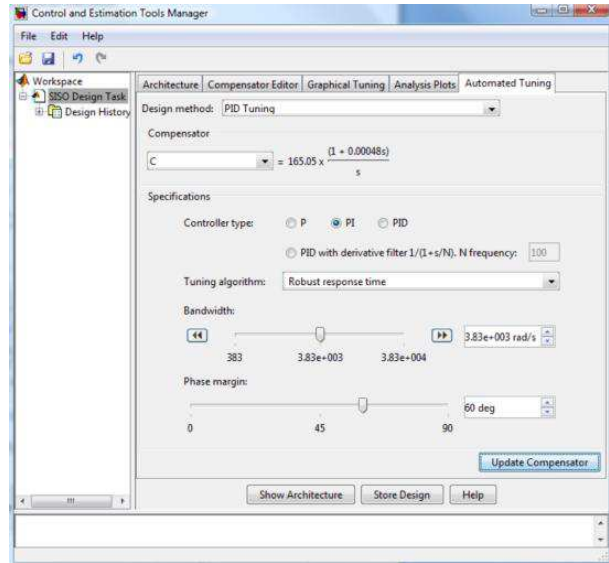 Control and Estimation Tools Manager
File Edit Help
Workspace
SISO Design Task
Design History
Architecture Compensator Editor Graphical Tuning Analysis Plots Automated Tuning
Design method: PID Tuning
Compensator
C = 165.05 x (1 + 0.00048s)
s
Specifications
Controller type: P PI PID
PID with derivative filter 1/(1+s/N). N frequency: 100
Tuning algorithm: Robust response time
Bandwidth:
3.83e+003 rad/s
383 3.83e+003 3.83e+004
Phase margin:
60 deg
0 45 90
Update Compensator
Show Architecture Store Design Help